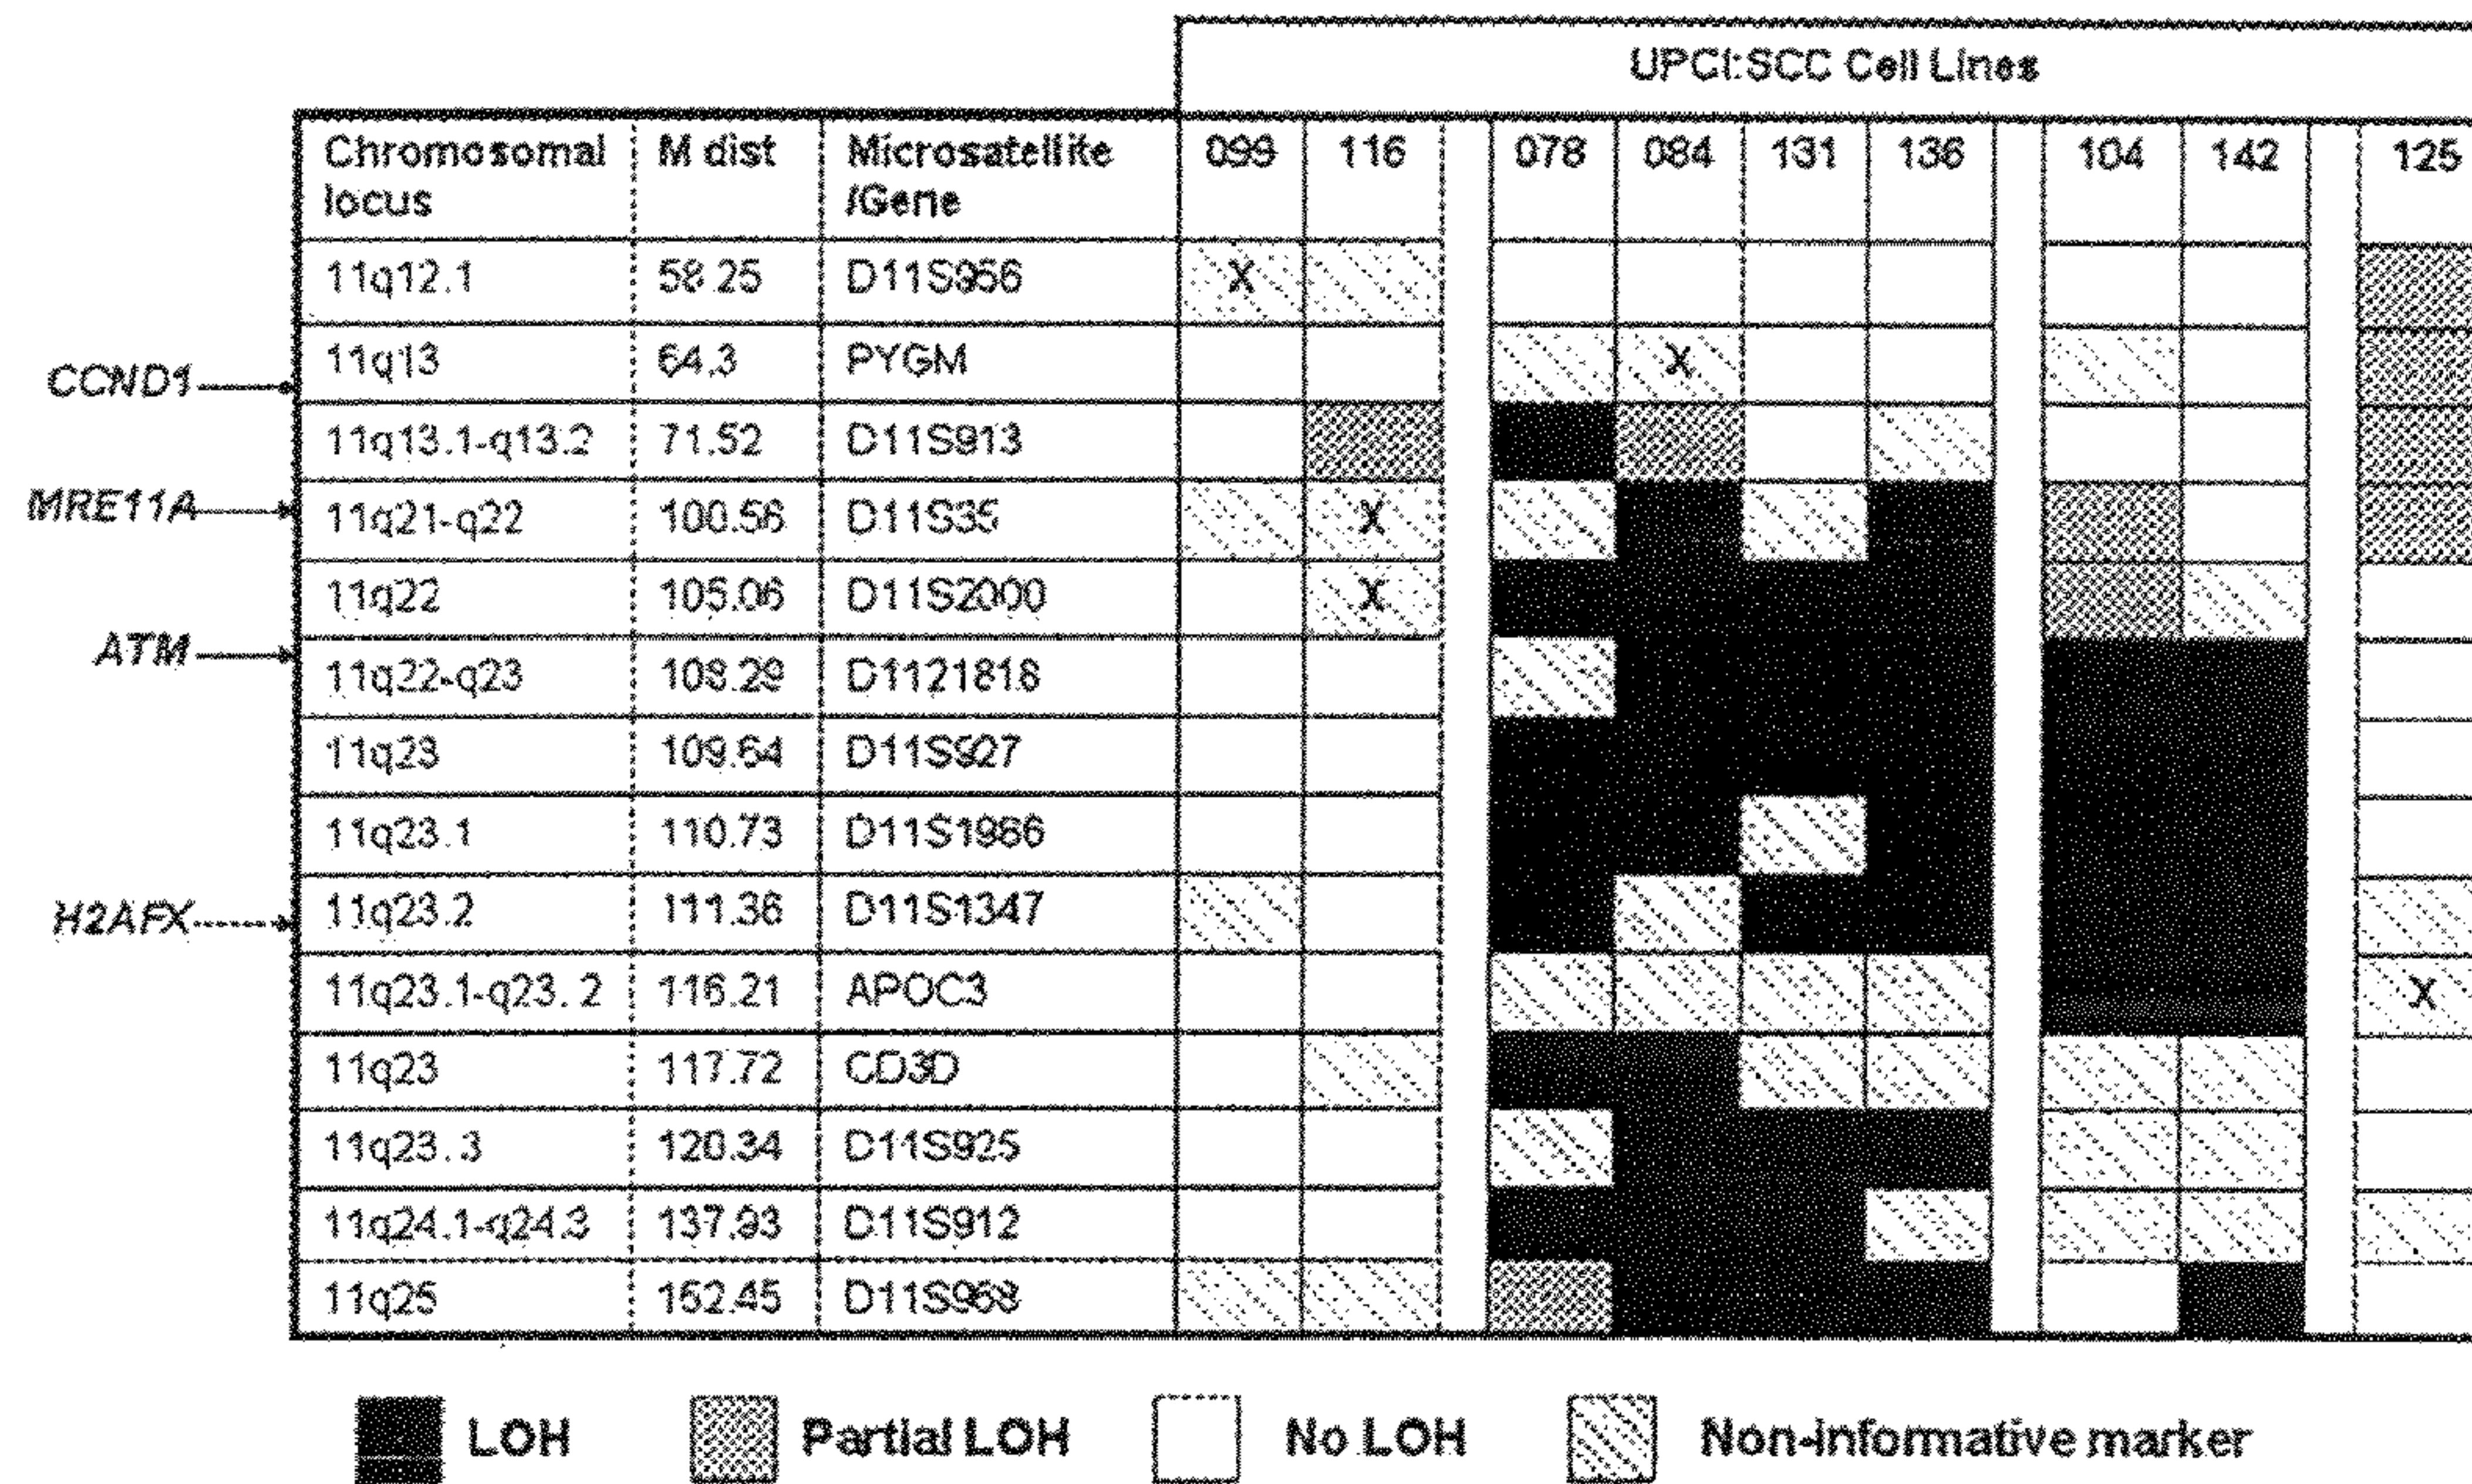 UPCI:SCC Cell Lines
Chromosomal locus M dist Microsatellite /Gene 099 116 078 084 131 136 104 142 125
11q12.1 58.25 D11S956 X
CCND1 11q13 64.3 PYGM X
11q13.1-q13.2 71.52 D11S913
MRE11A 11q21-q22 100.56 D11S35 X
11q22 105.06 D11S2000 X
ATM 11q22-q23 108.29 D1121818
11q23 109.64 D11S927
11q23.1 110.73 D11S1986
H2AFX 11q23.2 111.36 D11S1347
11q23.1-q23.2 116.21 APOC3 X
11q23 117.72 CD3D
11q23.3 120.34 D11S925
11q24.1-q24.3 137.93 D11S912
11q25 152.45 D11S968
LOH Partial LOH No LOH Non-informative marker